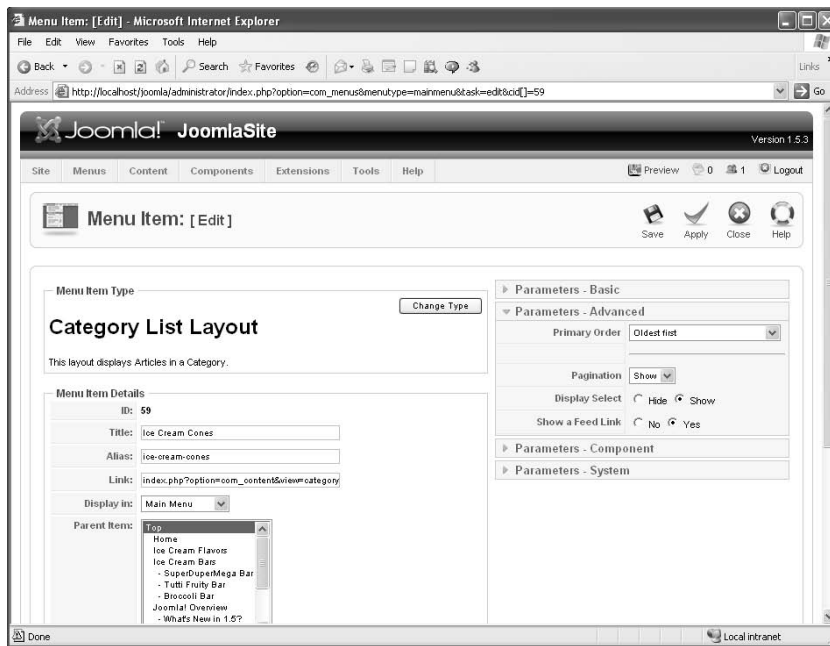 Menu Item: [Edit] - Microsoft Internet Explorer
File Edit View Favorites Tools Help
Back Search Favorites Links
Address http://localhost/joomla/administrator/index.php?option=com_menus&menutype=mainmenu&task=edit&cid[]=59 Go
Joomla! JoomlaSite
Version 1.5.3
Site Menus Content Components Extensions Tools Help Preview 0 1 Logout
Menu Item: [ Edit ]
Save Apply Close Help
Menu Item Type
Change Type
Category List Layout
This layout displays Articles in a Category.
Menu Item Details
ID: 59
Title: Ice Cream Cones
Alias: ice-cream-cones
Link: index.php?option=com_content&view=category
Display in: Main Menu
Parent Item: Top
Home
Ice Cream Flavors
Ice Cream Bars
- SuperDuperMega Bar
- Tutti Fruity Bar
- Broccoli Bar
Joomla! Overview
- What's New in 1.5?
Parameters - Basic
Parameters - Advanced
Primary Order Oldest first
Pagination Show
Display Select Hide Show
Show a Feed Link No Yes
Parameters - Component
Parameters - System
Done Local intranet